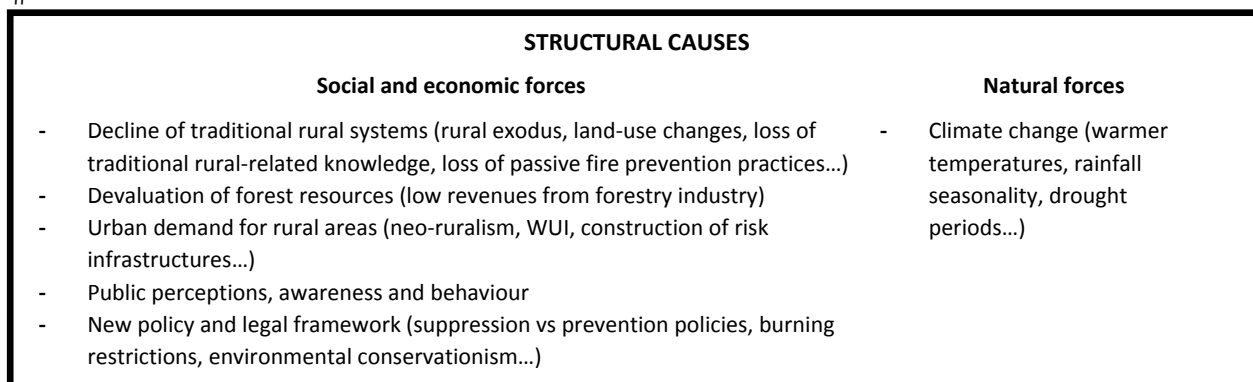 STRUCTURAL CAUSES
Social and economic forces
- Decline of traditional rural systems (rural exodus, land-use changes, loss of
traditional rural-related knowledge, loss of passive fire prevention practices…)
- Devaluation of forest resources (low revenues from forestry industry)
- Urban demand for rural areas (neo-ruralism, WUI, construction of risk
infrastructures…)
- Public perceptions, awareness and behaviour
- New policy and legal framework (suppression vs prevention policies, burning
restrictions, environmental conservationism…)
Natural forces
- Climate change (warmer
temperatures, rainfall
seasonality, drought
periods…)